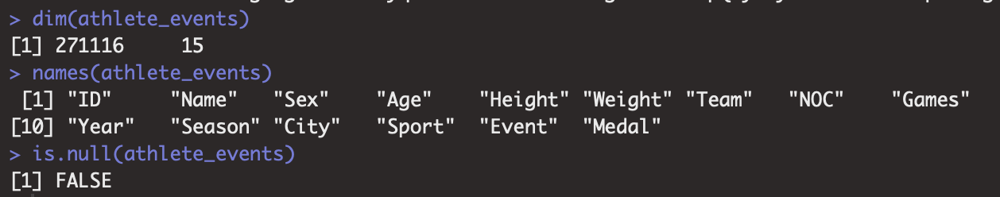 > dim(athlete_events)
[1] 271116     15
> names(athlete_events)
 [1] "ID"     "Name"   "Sex"    "Age"    "Height" "Weight" "Team"   "NOC"    "Games"
[10] "Year"   "Season" "City"   "Sport"  "Event"  "Medal"
> is.null(athlete_events)
[1] FALSE